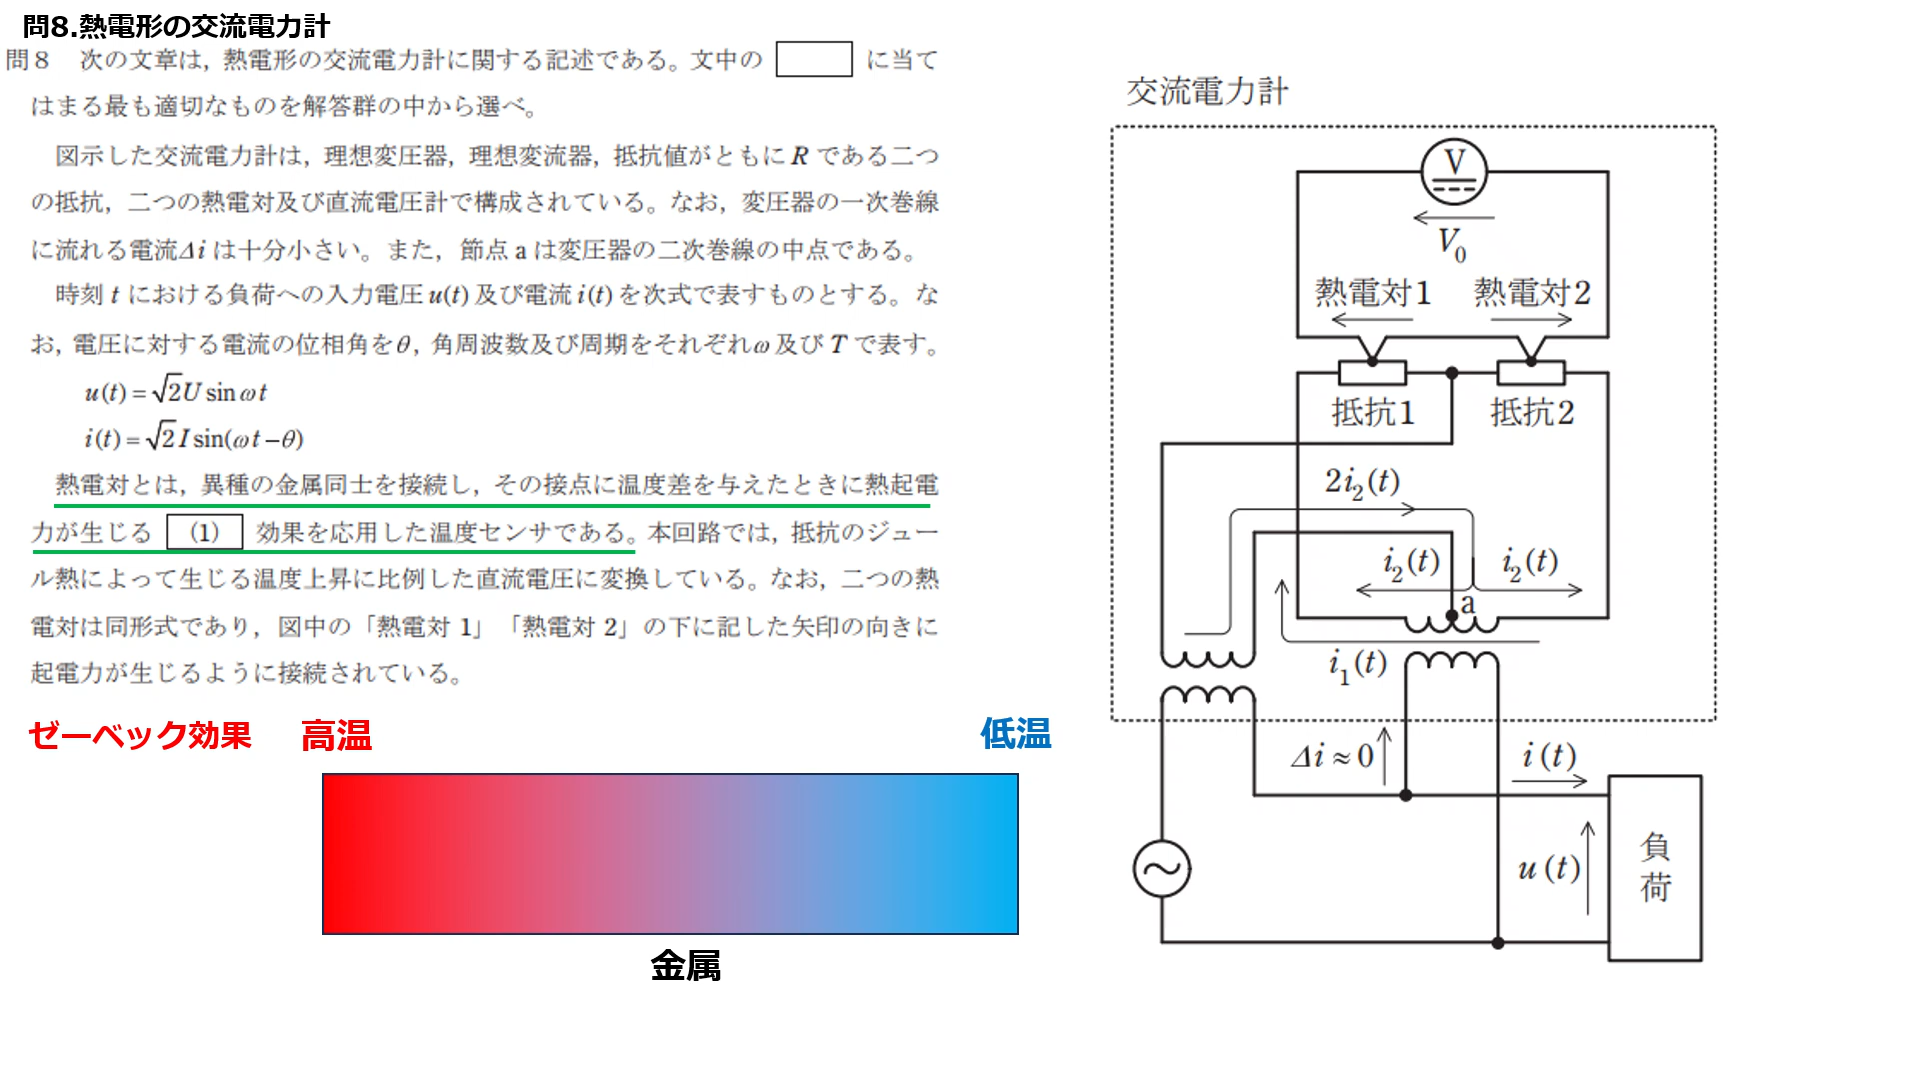 問8.熱電形の交流電力計
問８　次の文章は，熱電形の交流電力計に関する記述である。文中の　　　に当て
はまる最も適切なものを解答群の中から選べ。
図示した交流電力計は，理想変圧器，理想変流器，抵抗値がともに R である二つ
の抵抗，二つの熱電対及び直流電圧計で構成されている。なお，変圧器の一次巻線
に流れる電流Δi は十分小さい。また，節点 a は変圧器の二次巻線の中点である。
時刻 t における負荷への入力電圧 u(t) 及び電流 i(t) を次式で表すものとする。な
お，電圧に対する電流の位相角をθ，角周波数及び周期をそれぞれω 及び T で表す。
u(t) = √2U sin ωt
i(t) = √2I sin(ωt − θ)
熱電対とは，異種の金属同士を接続し，その接点に温度差を与えたときに熱起電
力が生じる (1) 効果を応用した温度センサである。本回路では，抵抗のジュー
ル熱によって生じる温度上昇に比例した直流電圧に変換している。なお，二つの熱
電対は同形式であり，図中の「熱電対 1」「熱電対 2」の下に記した矢印の向きに
起電力が生じるように接続されている。
ゼーベック効果
高温
低温
金属
交流電力計
V
V₀
熱電対1
熱電対2
抵抗1
抵抗2
2i₂(t)
i₂(t)
i₂(t)
a
i₁(t)
Δi ≈ 0
i(t)
u(t)
負荷